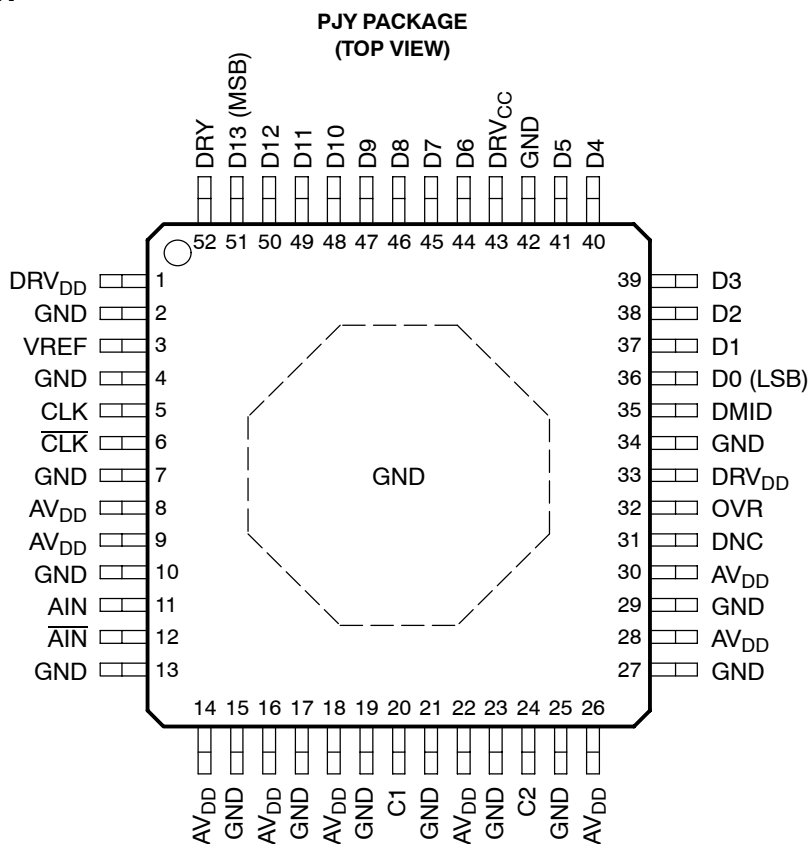 PJY PACKAGE
(TOP VIEW)
DRY D13 (MSB) D12 D11 D10 D9 D8 D7 D6 DRVCC GND D5 D4
52 51 50 49 48 47 46 45 44 43 42 41 40
DRVDD 1 39 D3
GND 2 38 D2
VREF 3 37 D1
GND 4 36 D0 (LSB)
CLK 5 35 DMID
C̅L̅K̅ 6 34 GND
GND 7 GND 33 DRVDD
AVDD 8 32 OVR
AVDD 9 31 DNC
GND 10 30 AVDD
AIN 11 29 GND
A̅I̅N̅ 12 28 AVDD
GND 13 27 GND
14 15 16 17 18 19 20 21 22 23 24 25 26
AVDD GND AVDD GND AVDD GND C1 GND AVDD GND C2 GND AVDD